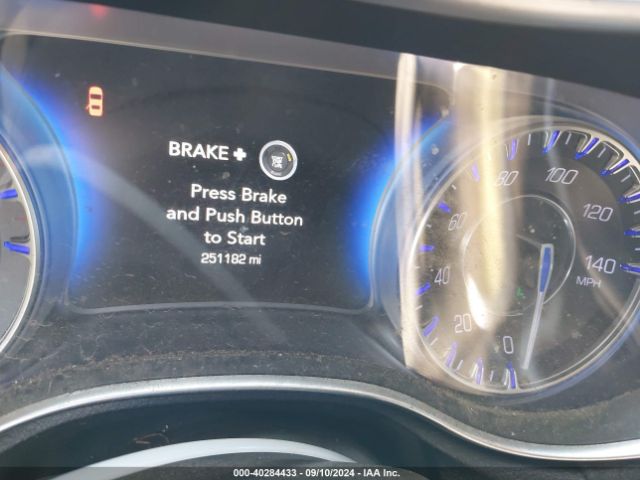 BRAKE +
Press Brake
and Push Button
to Start
251182 mi
0
20
40
60
80
100
120
140
MPH
000-40284433 - 09/10/2024 - IAA Inc.